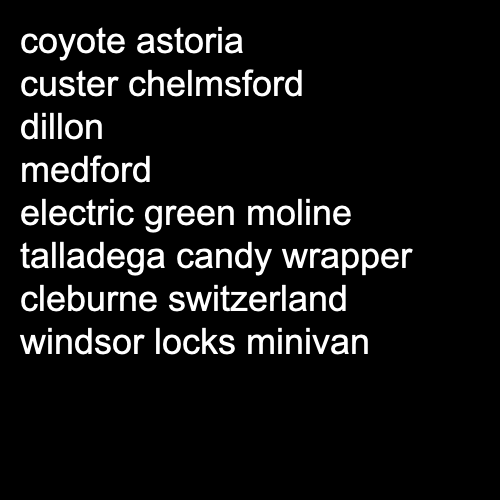 coyote astoria
custer chelmsford
dillon
medford
electric green moline
talladega candy wrapper
cleburne switzerland
windsor locks minivan